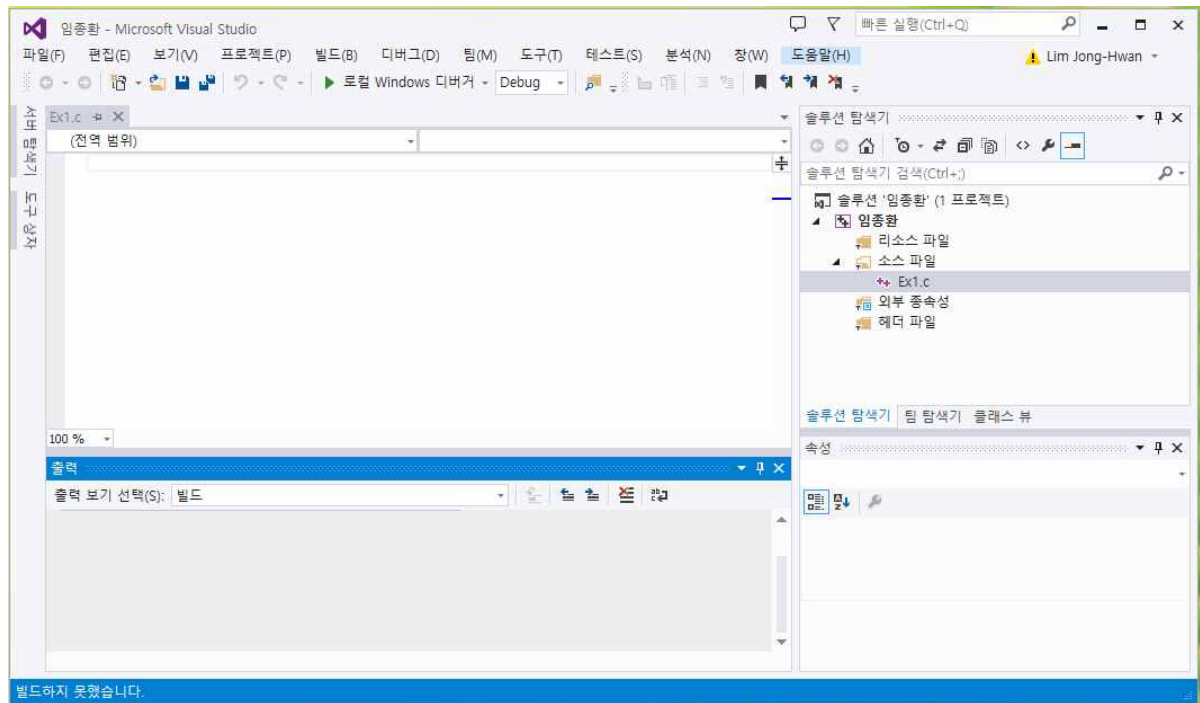 임종환 - Microsoft Visual Studio
빠른 실행(Ctrl+Q)
파일(F) 편집(E) 보기(V) 프로젝트(P) 빌드(B) 디버그(D) 팀(M) 도구(T) 테스트(S) 분석(N) 창(W) 도움말(H)
Lim Jong-Hwan
로컬 Windows 디버거
Debug
서버 탐색기
도구 상자
Ex1.c
(전역 범위)
100 %
출력
출력 보기 선택(S): 빌드
솔루션 탐색기
솔루션 탐색기 검색(Ctrl+;)
솔루션 '임종환' (1 프로젝트)
임종환
리소스 파일
소스 파일
Ex1.c
외부 종속성
헤더 파일
솔루션 탐색기 팀 탐색기 클래스 뷰
속성
빌드하지 못했습니다.